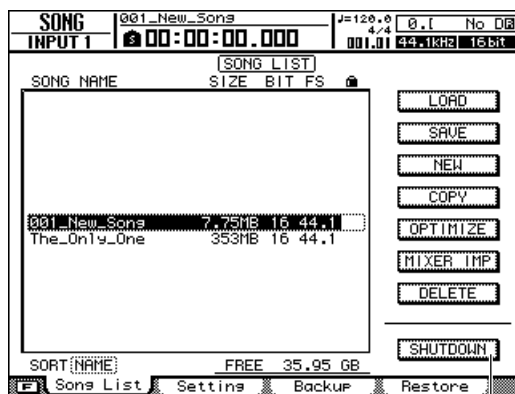 SONG
INPUT 1
001_New_Song
S 00:00:00.000
♩=120.0
4/4
001.01
0.[ No D
44.1kHz 16bit
SONG LIST
SONG NAME SIZE BIT FS
001_New_Song 7.75MB 16 44.1
The_Only_One 353MB 16 44.1
SORT NAME FREE 35.95 GB
LOAD
SAVE
NEW
COPY
OPTIMIZE
MIXER IMP
DELETE
SHUTDOWN
F Song List Setting Backup Restore